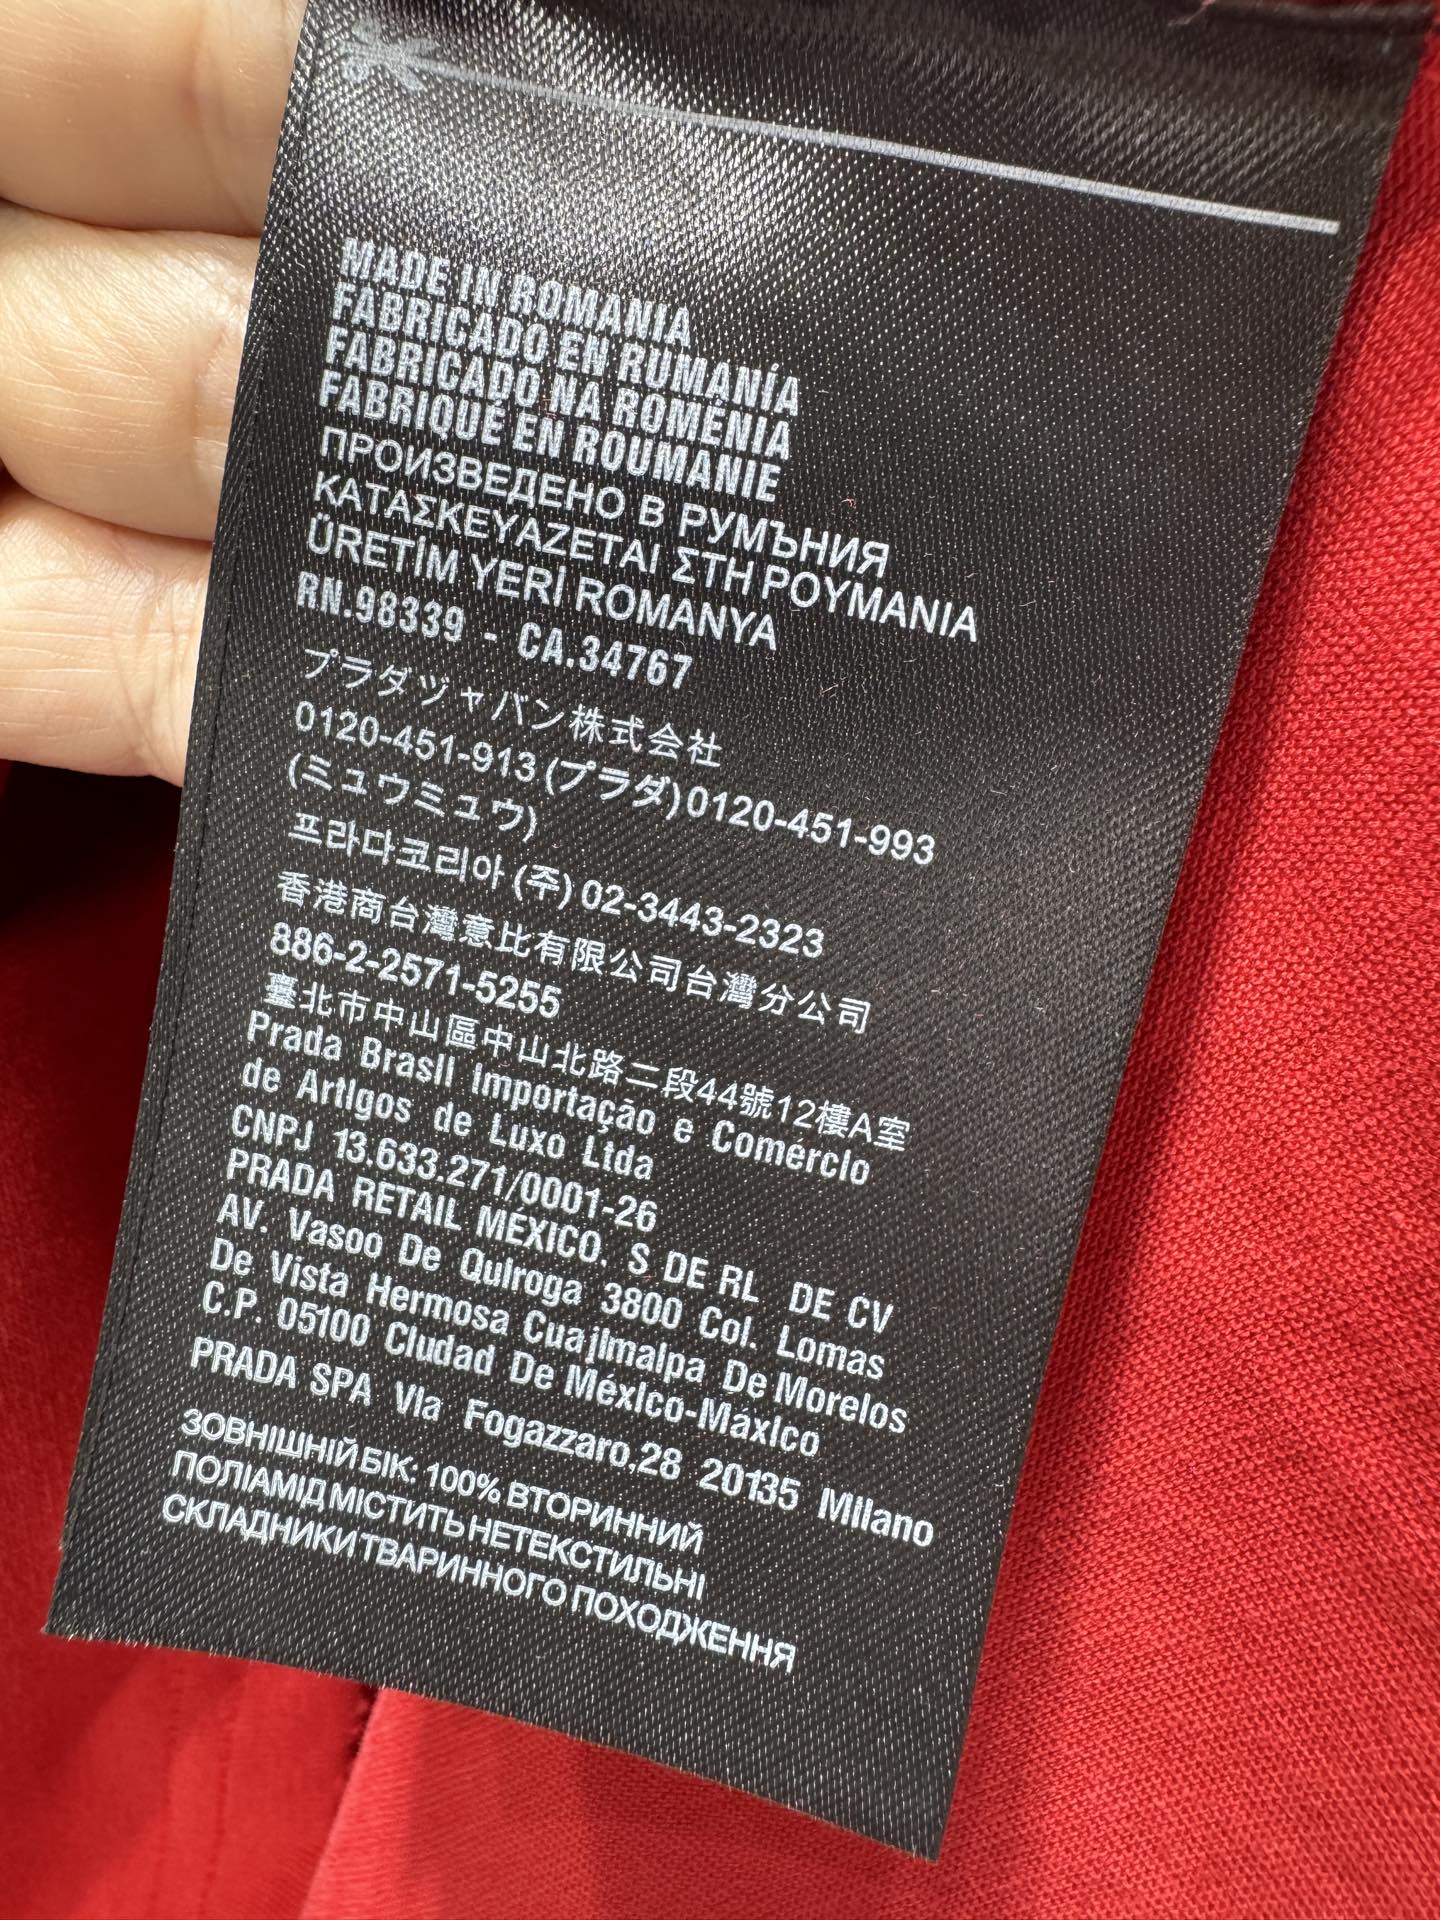 MADE IN ROMANIA
FABRICADO EN RUMANÍA
FABRICADO NA ROMÉNIA
FABRIQUÉ EN ROUMANIE
ПРОИЗВЕДЕНО В РУМЪНИЯ
ΚΑΤΑΣΚΕΥΑΖΕΤΑΙ ΣΤΗ ΡΟΥΜΑΝΙΑ
ÜRETİM YERİ ROMANYA
RN.98339 - CA.34767
プラダヅャバン株式会社
0120-451-913 (プラダ) 0120-451-993
(ミュウミュウ)
프라다코리아 (주) 02-3443-2323
香港商台灣意比有限公司台灣分公司
886-2-2571-5255
臺北市中山區中山北路二段44號12樓A室
Prada BrasIl Importação e ComércIo
de ArtIgos de Luxo Ltda
CNPJ 13.633.271/0001-26
PRADA RETAIL MÉXICO. S DE RL DE CV
AV. Vasoo De QuIroga 3800 Col. Lomas
De VIsta Hermosa CuajImalpa De Morelos
C.P. 05100 CIudad De MéxIco-MáxIco
PRADA SPA VIa Fogazzaro,28 20135 MIlano
ЗОВНІШНІЙ БІК: 100% ВТОРИННИЙ
ПОЛІАМІД МІСТИТЬ НЕТЕКСТИЛЬНІ
СКЛАДНИКИ ТВАРИННОГО ПОХОДЖЕННЯ